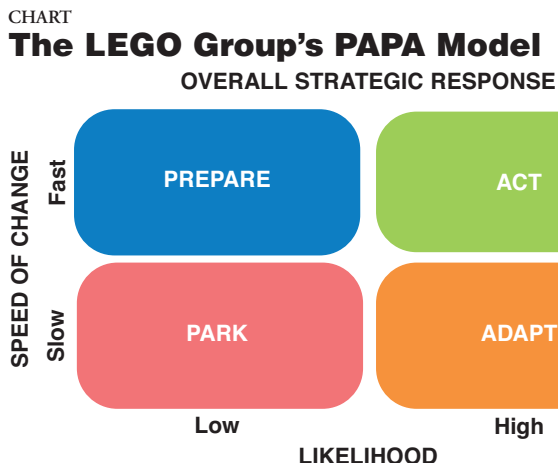 CHART
The LEGO Group's PAPA Model
OVERALL STRATEGIC RESPONSE
SPEED OF CHANGE
Fast
PREPARE
ACT
Slow
PARK
ADAPT
Low
High
LIKELIHOOD